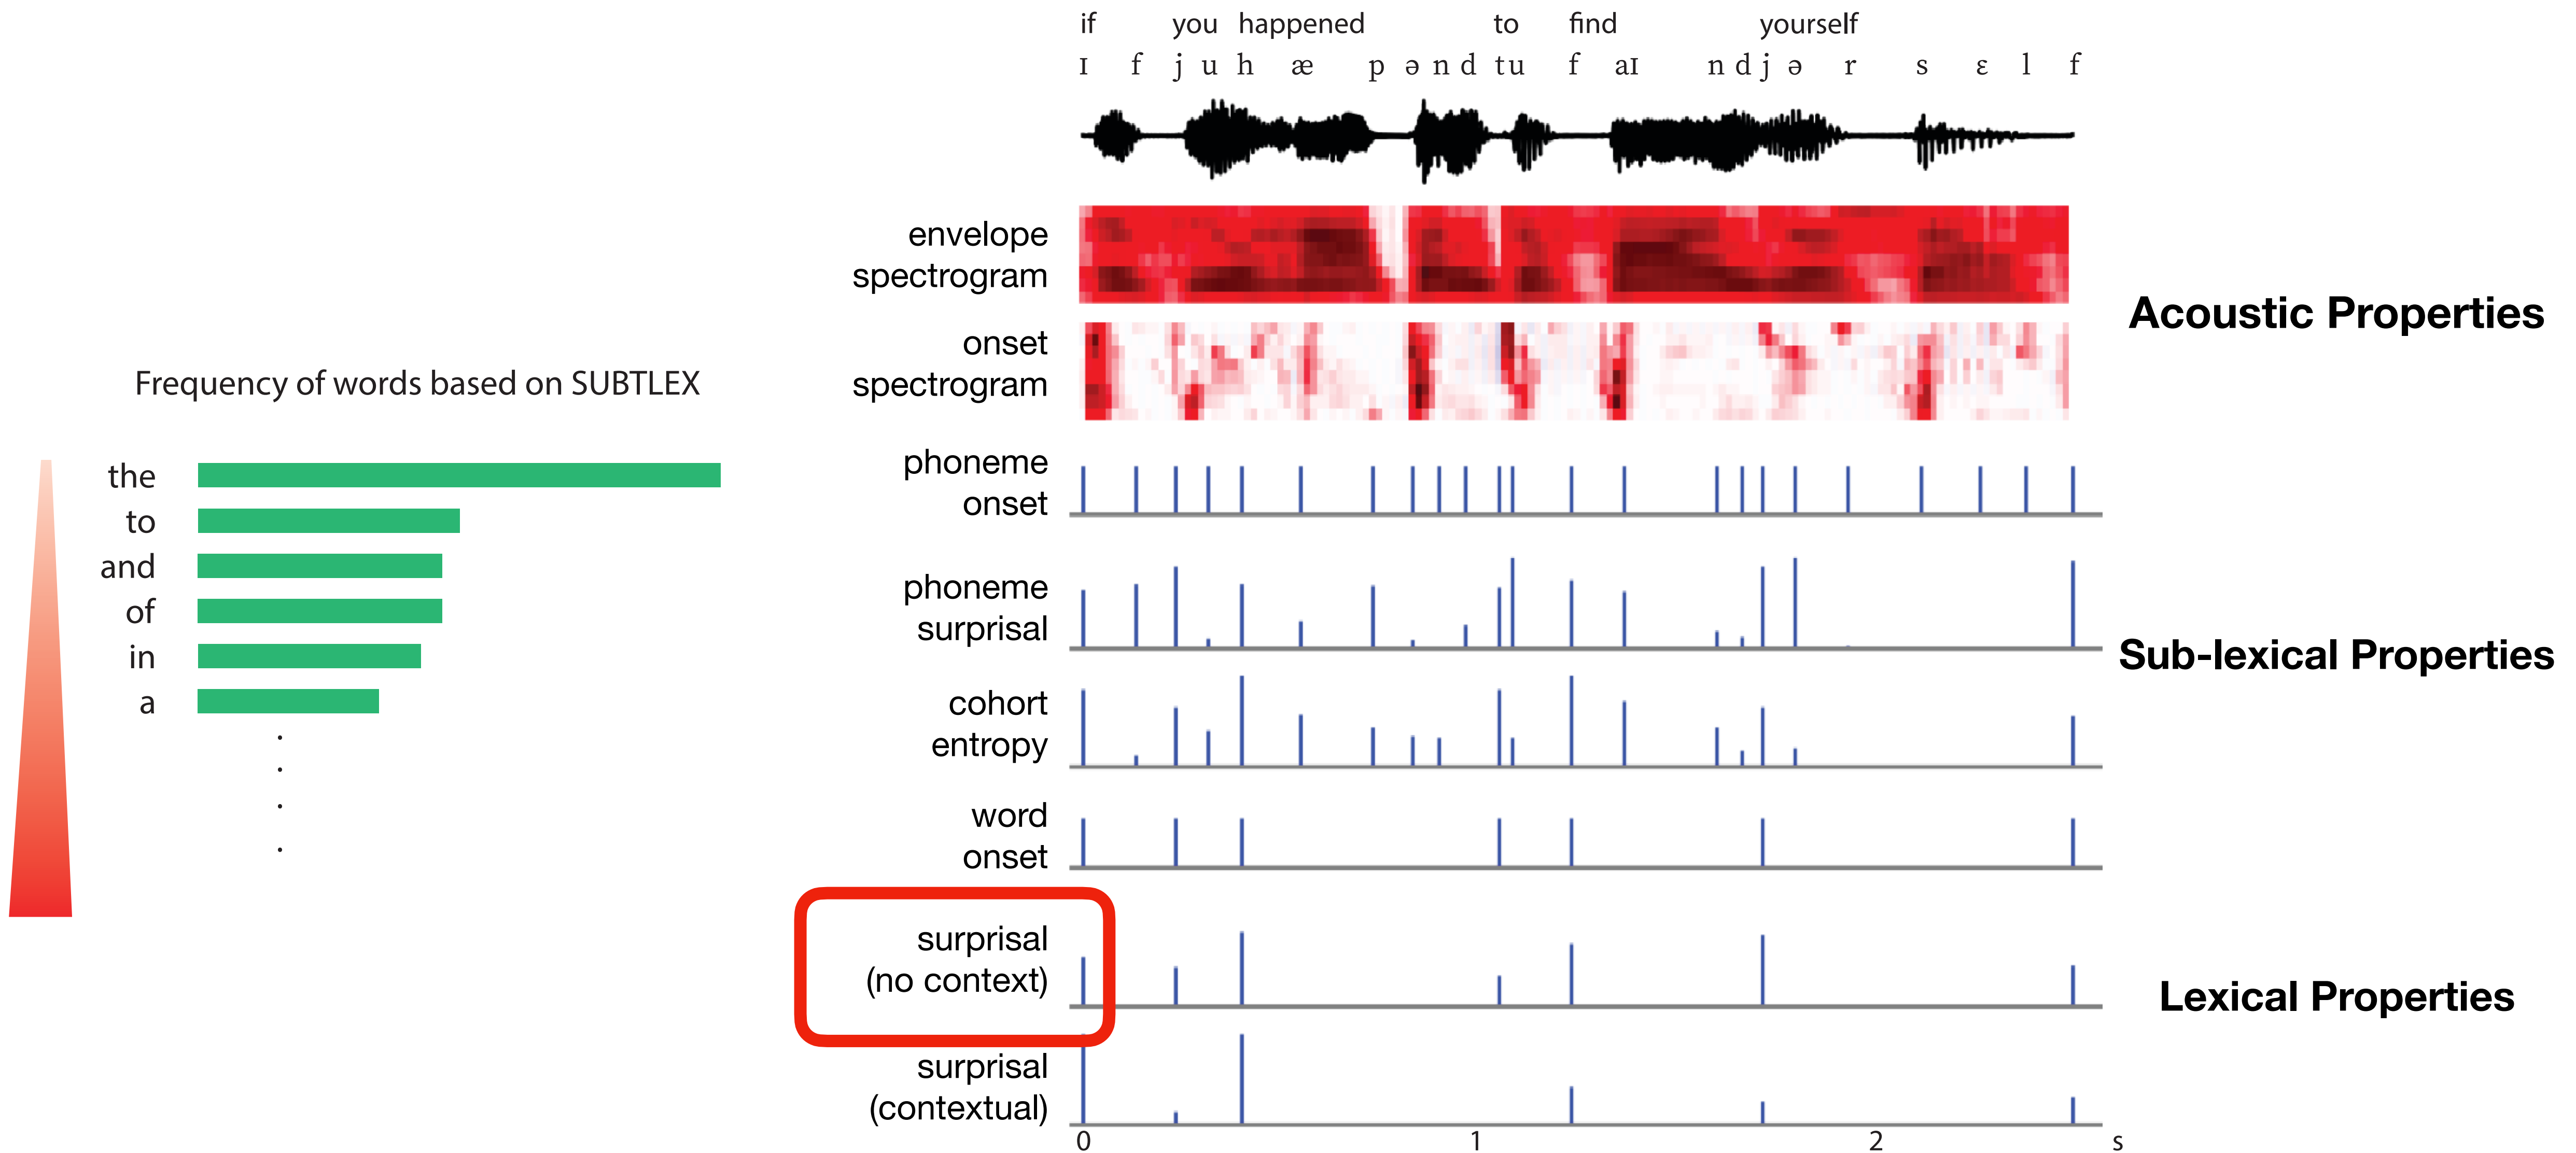 if you happened to find yourself
ɪ f j u h æ p ə n d t u f aɪ n d j ə r s ɛ l f
envelope
spectrogram
Acoustic Properties
onset
spectrogram
Frequency of words based on SUBTLEX
the
to
and
of
in
a
phoneme
onset
phoneme
surprisal
Sub-lexical Properties
cohort
entropy
word
onset
surprisal
(no context)
Lexical Properties
surprisal
(contextual)
0 1 2 s